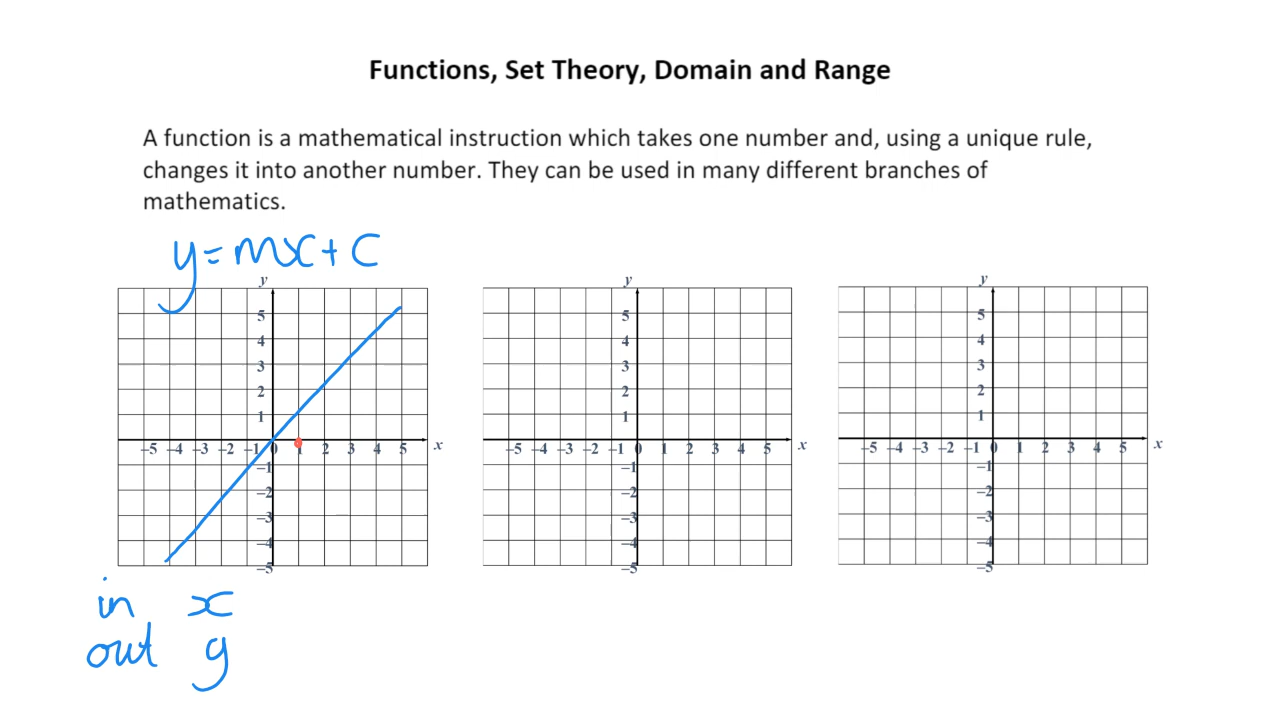 Functions, Set Theory, Domain and Range
A function is a mathematical instruction which takes one number and, using a unique rule,
changes it into another number. They can be used in many different branches of
mathematics.
y = mx + c
y
5
4
3
2
1
-5 -4 -3 -2 -1 0 1 2 3 4 5 x
-1
-2
-3
-4
-5
y
5
4
3
2
1
-5 -4 -3 -2 -1 0 1 2 3 4 5 x
-1
-2
-3
-4
-5
y
5
4
3
2
1
-5 -4 -3 -2 -1 0 1 2 3 4 5 x
-1
-2
-3
-4
-5
in x
out y